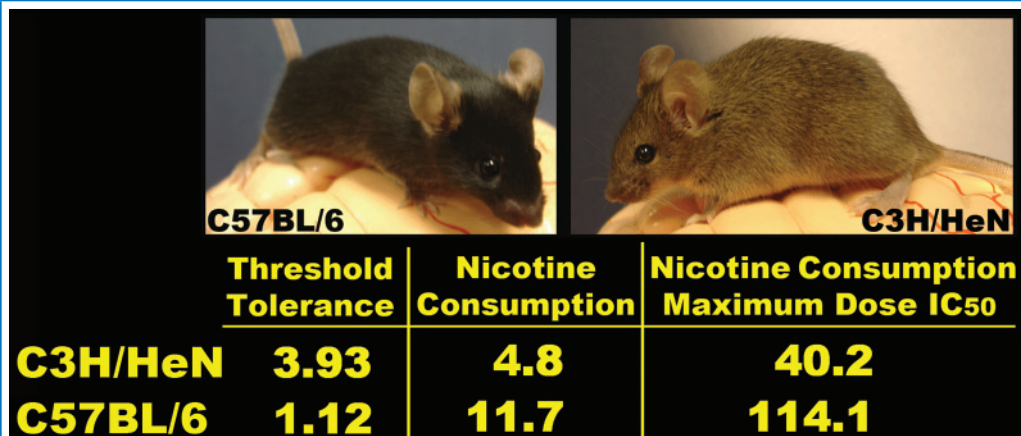 C57BL/6
C3H/HeN
Threshold Tolerance
Nicotine Consumption
Nicotine Consumption Maximum Dose IC50
C3H/HeN 3.93 4.8 40.2
C57BL/6 1.12 11.7 114.1